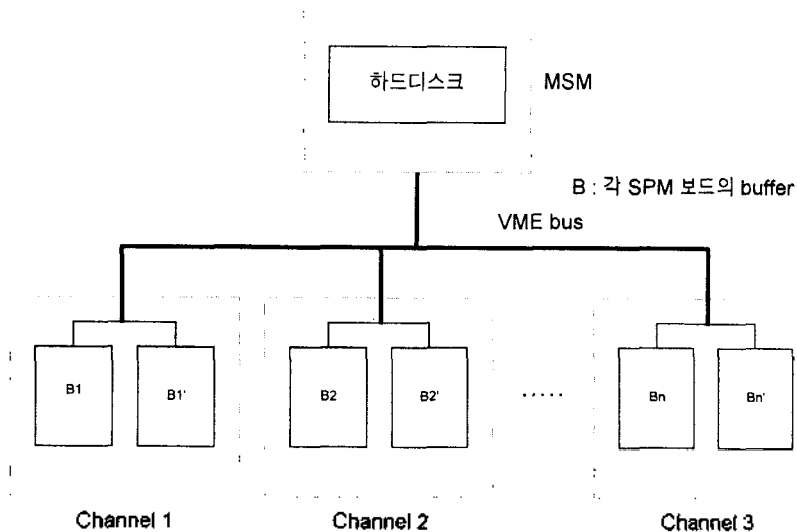 하드디스크
MSM
B : 각 SPM 보드의 buffer
VME bus
B1
B1'
B2
B2'
.....
Bn
Bn'
Channel 1
Channel 2
Channel 3